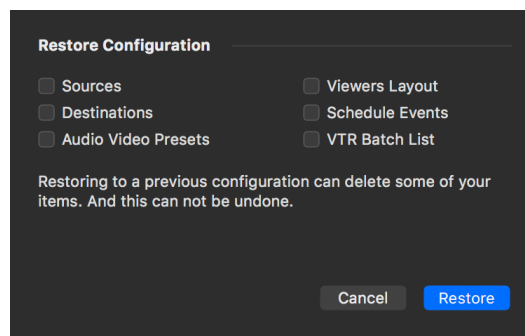 Restore Configuration
Sources
Viewers Layout
Destinations
Schedule Events
Audio Video Presets
VTR Batch List
Restoring to a previous configuration can delete some of your
items. And this can not be undone.
Cancel
Restore